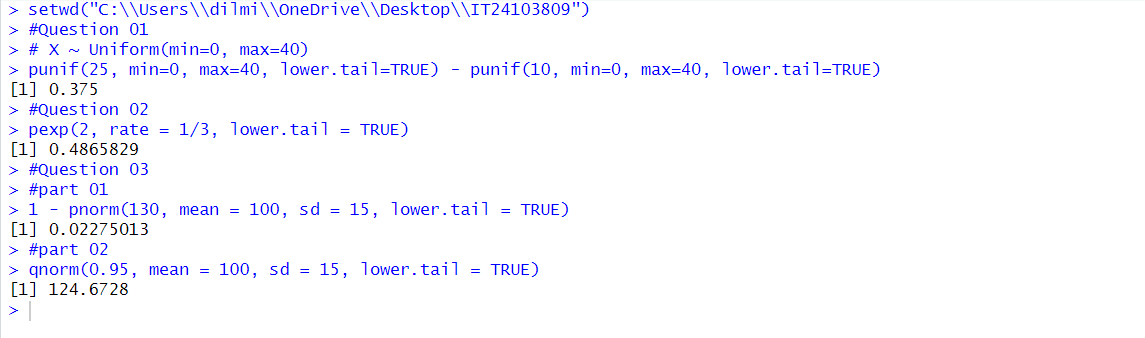 > setwd("C:\\Users\\dilmi\\OneDrive\\Desktop\\IT24103809")
> #Question 01
> # X ~ Uniform(min=0, max=40)
> punif(25, min=0, max=40, lower.tail=TRUE) - punif(10, min=0, max=40, lower.tail=TRUE)
[1] 0.375
> #Question 02
> pexp(2, rate = 1/3, lower.tail = TRUE)
[1] 0.4865829
> #Question 03
> #part 01
> 1 - pnorm(130, mean = 100, sd = 15, lower.tail = TRUE)
[1] 0.02275013
> #part 02
> qnorm(0.95, mean = 100, sd = 15, lower.tail = TRUE)
[1] 124.6728
>